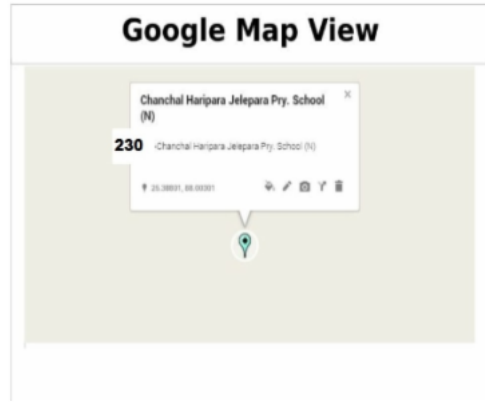 Google Map View
Chanchal Haripara Jelepara Pry. School
(N)
230 -Chanchal Haripara Jelepara Pry. School (N)